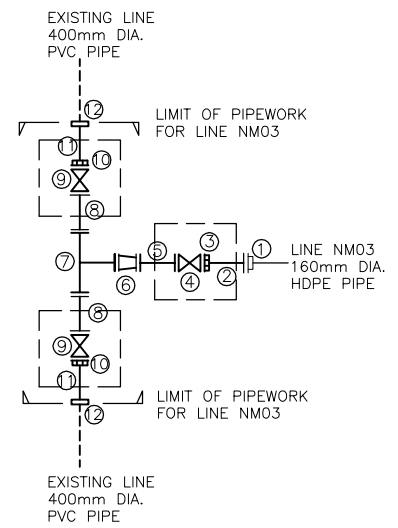 EXISTING LINE
400mm DIA.
PVC PIPE
12
LIMIT OF PIPEWORK
FOR LINE NM03
11
10
9
8
7
6
5
4
3
2
1
LINE NM03
160mm DIA.
HDPE PIPE
8
9
10
11
12
LIMIT OF PIPEWORK
FOR LINE NM03
EXISTING LINE
400mm DIA.
PVC PIPE